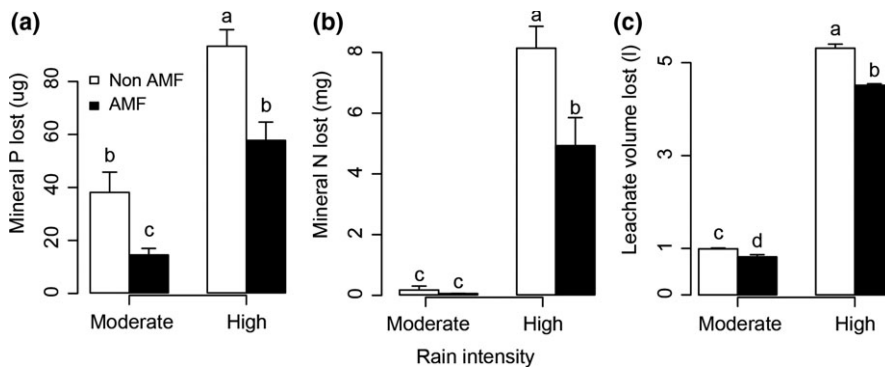 (a)
Mineral P lost (ug)
80
60
40
20
0
Non AMF
AMF
a
b
b
c
Moderate
High
(b)
Mineral N lost (mg)
8
6
4
2
0
a
b
c
c
Moderate
High
(c)
Leachate volume lost (l)
5
3
1
0
a
b
c
d
Moderate
High
Rain intensity